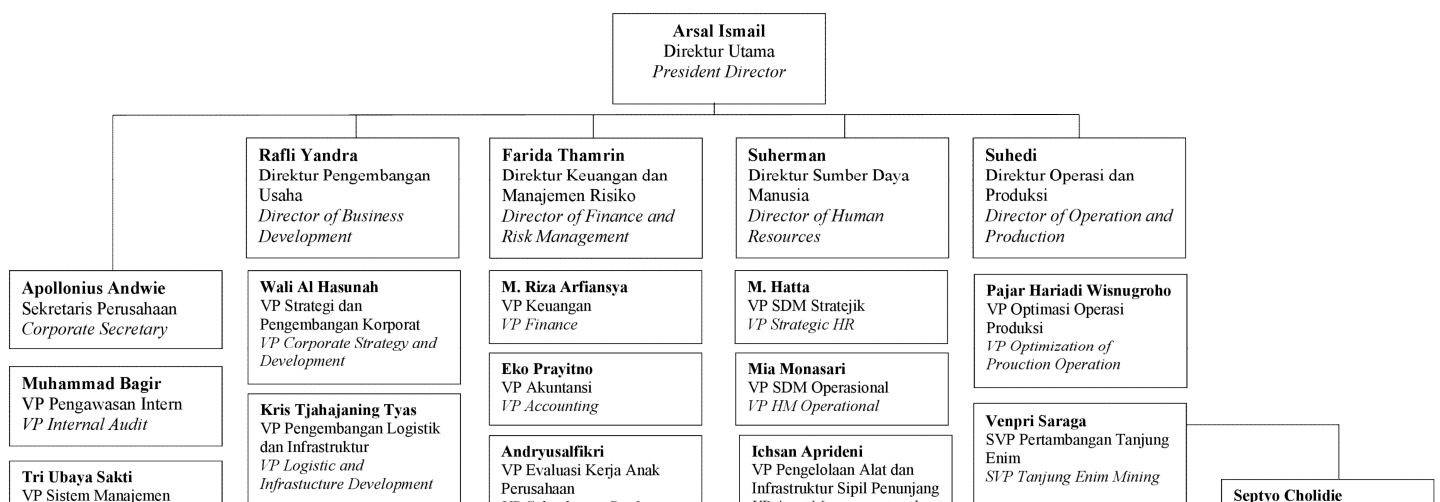 Arsal Ismail
Direktur Utama
President Director
Rafli Yandra
Direktur Pengembangan
Usaha
Director of Business
Development
Farida Thamrin
Direktur Keuangan dan
Manajemen Risiko
Director of Finance and
Risk Management
Suherman
Direktur Sumber Daya
Manusia
Director of Human
Resources
Suhedi
Direktur Operasi dan
Produksi
Director of Operation and
Production
Apollonius Andwie
Sekretaris Perusahaan
Corporate Secretary
Muhammad Bagir
VP Pengawasan Intern
VP Internal Audit
Tri Ubaya Sakti
VP Sistem Manajemen
Wali Al Hasunah
VP Strategi dan
Pengembangan Korporat
VP Corporate Strategy and
Development
Kris Tjahajaning Tyas
VP Pengembangan Logistik
dan Infrastruktur
VP Logistic and
Infrastucture Development
M. Riza Arfiansya
VP Keuangan
VP Finance
Eko Prayitno
VP Akuntansi
VP Accounting
Andryusalfikri
VP Evaluasi Kerja Anak
Perusahaan
M. Hatta
VP SDM Stratejik
VP Strategic HR
Mia Monasari
VP SDM Operasional
VP HM Operational
Ichsan Aprideni
VP Pengelolaan Alat dan
Infrastruktur Sipil Penunjang
Pajar Hariadi Wisnugroho
VP Optimasi Operasi
Produksi
VP Optimization of
Prouction Operation
Venpri Saraga
SVP Pertambangan Tanjung
Enim
SVP Tanjung Enim Mining
Septyo Cholidie